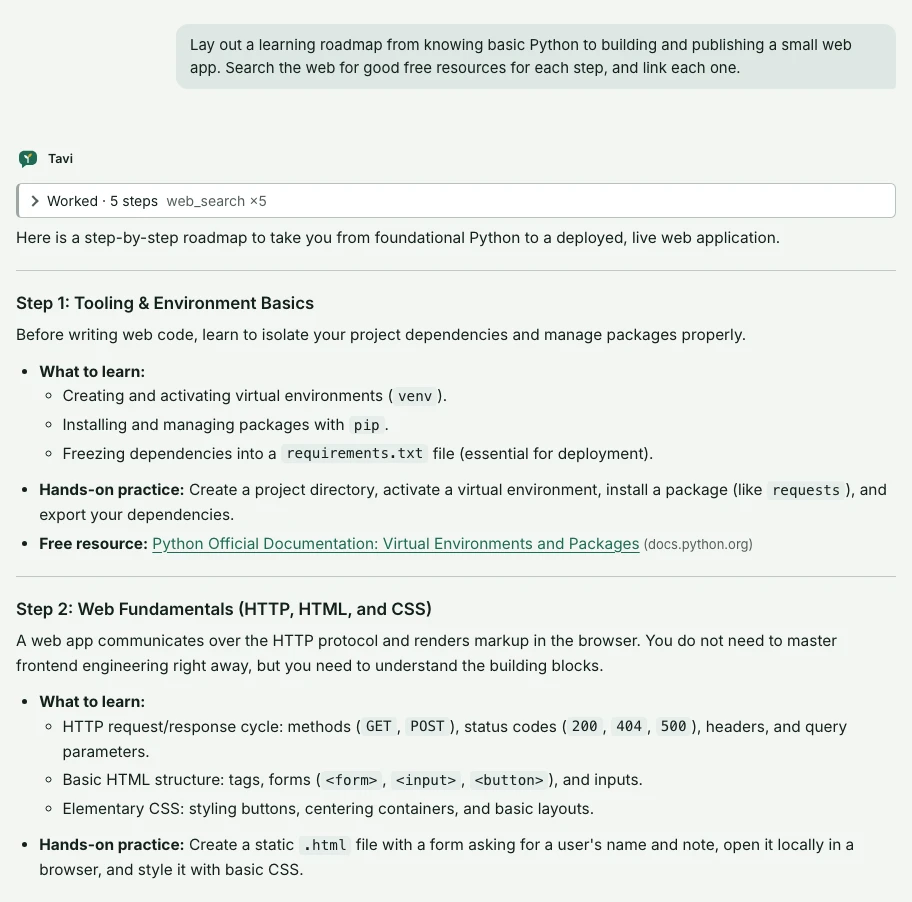 Lay out a learning roadmap from knowing basic Python to building and publishing a small web
app. Search the web for good free resources for each step, and link each one.
Tavi
Worked · 5 steps web_search ×5
Here is a step-by-step roadmap to take you from foundational Python to a deployed, live web application.
Step 1: Tooling & Environment Basics
Before writing web code, learn to isolate your project dependencies and manage packages properly.
• What to learn:
◦ Creating and activating virtual environments ( venv ).
◦ Installing and managing packages with pip .
◦ Freezing dependencies into a requirements.txt file (essential for deployment).
• Hands-on practice: Create a project directory, activate a virtual environment, install a package (like requests ), and
export your dependencies.
• Free resource: Python Official Documentation: Virtual Environments and Packages (docs.python.org)
Step 2: Web Fundamentals (HTTP, HTML, and CSS)
A web app communicates over the HTTP protocol and renders markup in the browser. You do not need to master
frontend engineering right away, but you need to understand the building blocks.
• What to learn:
◦ HTTP request/response cycle: methods ( GET , POST ), status codes ( 200 , 404 , 500 ), headers, and query
parameters.
◦ Basic HTML structure: tags, forms ( <form> , <input> , <button> ), and inputs.
◦ Elementary CSS: styling buttons, centering containers, and basic layouts.
• Hands-on practice: Create a static .html file with a form asking for a user's name and note, open it locally in a
browser, and style it with basic CSS.